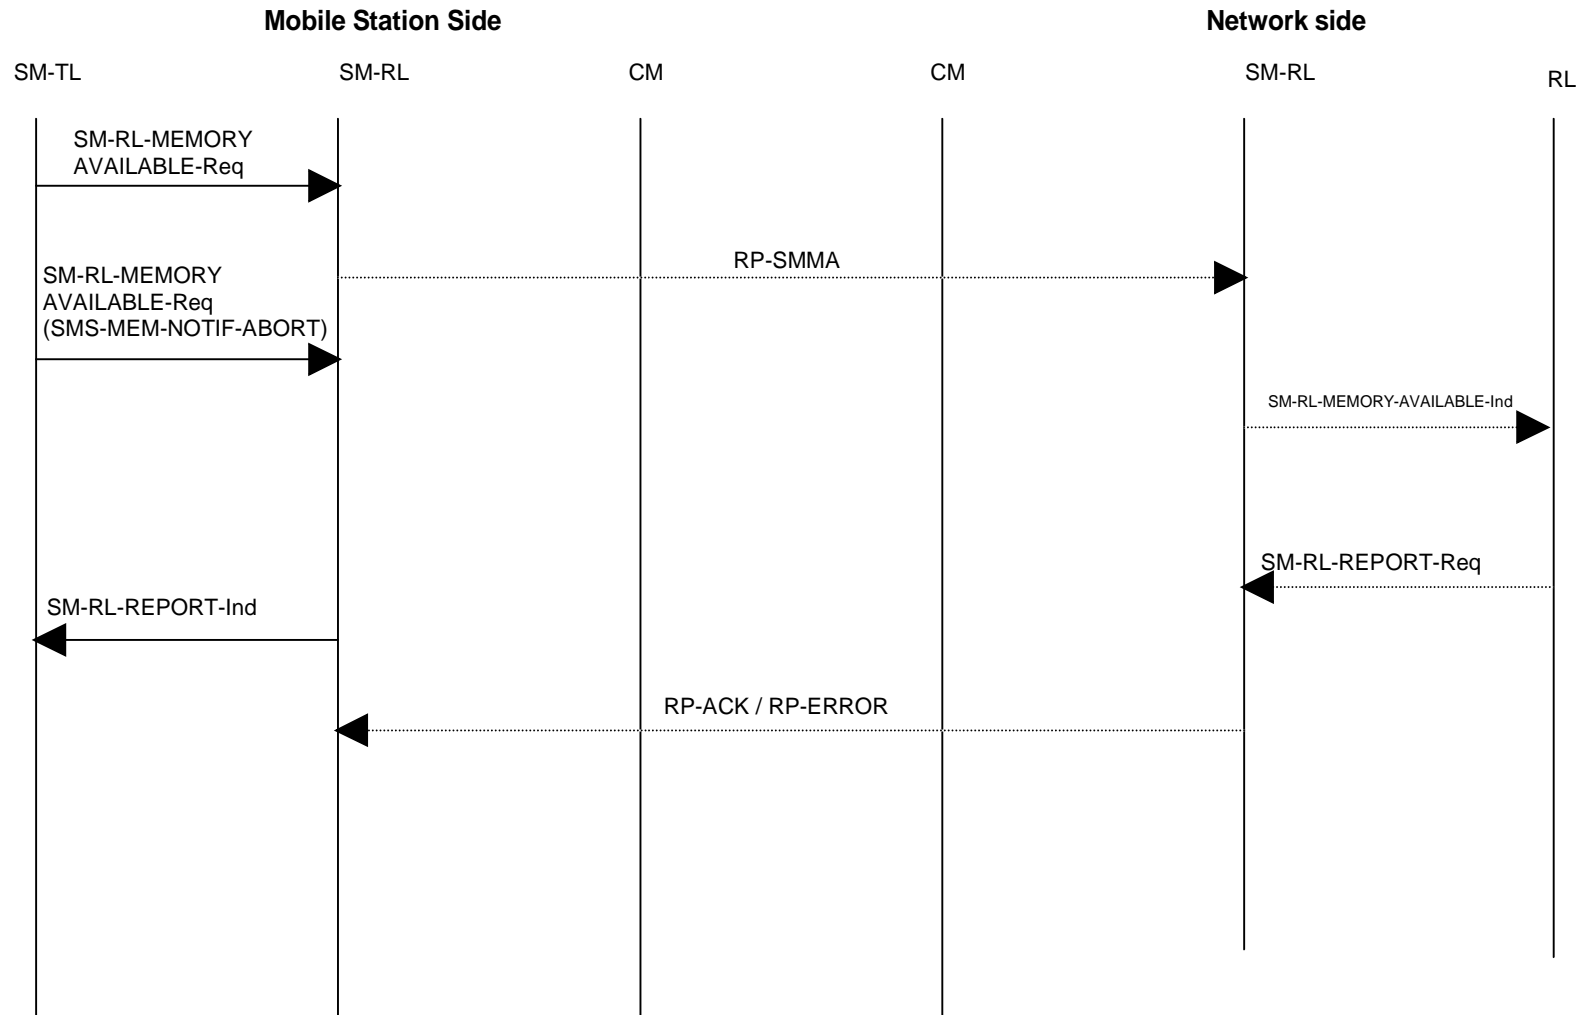 Mobile Station Side
Network side
SM-TL
SM-RL
CM
CM
SM-RL
RL
SM-RL-MEMORY
AVAILABLE-Req
RP-SMMA
SM-RL-MEMORY
AVAILABLE-Req
(SMS-MEM-NOTIF-ABORT)
SM-RL-MEMORY-AVAILABLE-Ind
SM-RL-REPORT-Req
SM-RL-REPORT-Ind
RP-ACK / RP-ERROR